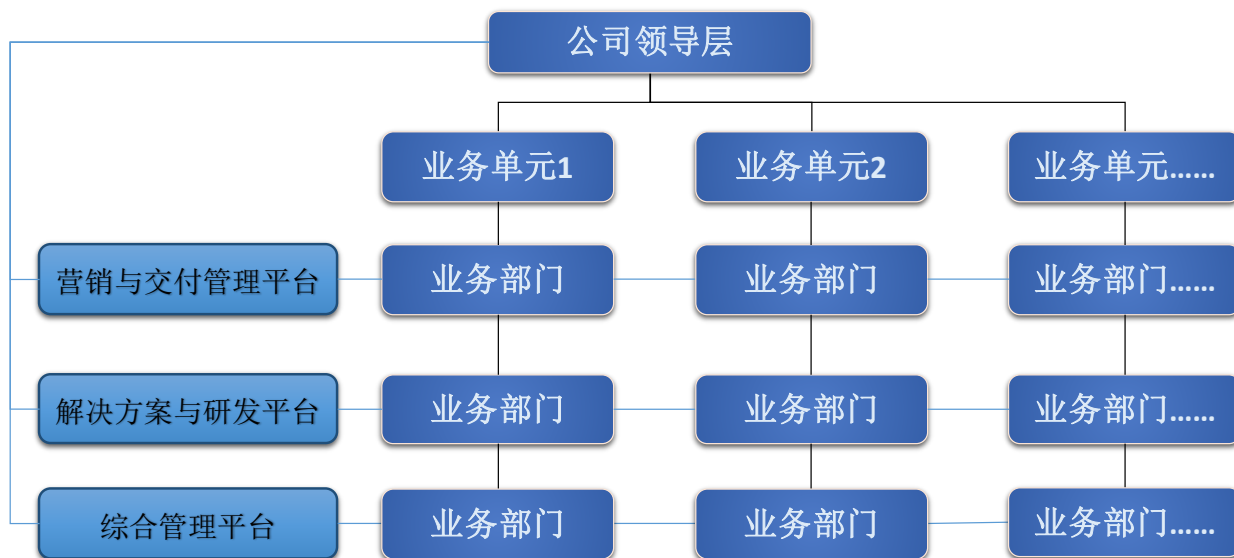 公司领导层
业务单元1
业务单元2
业务单元......
营销与交付管理平台
业务部门
业务部门
业务部门......
解决方案与研发平台
业务部门
业务部门
业务部门......
综合管理平台
业务部门
业务部门
业务部门......